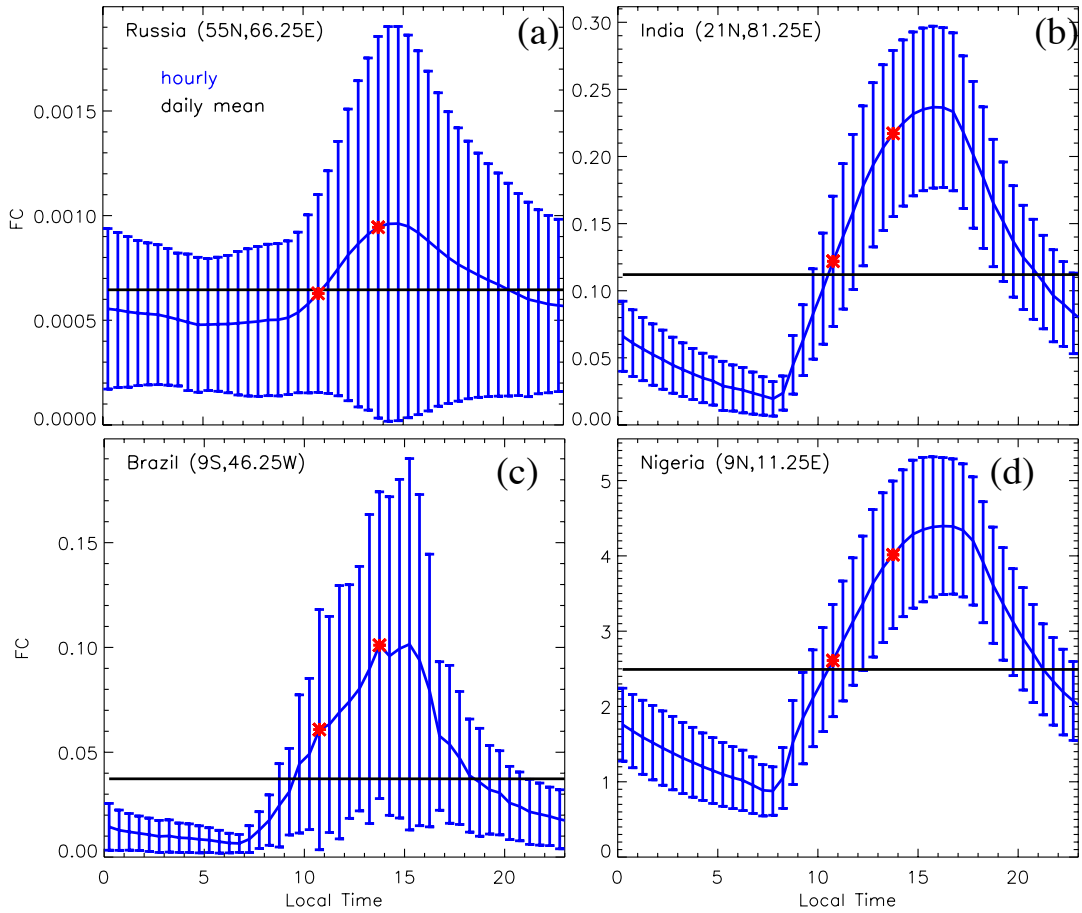 Russia (55N,66.25E)
(a)
hourly
daily mean
0.0015
0.0010
0.0005
0.0000
FC
India (21N,81.25E)
(b)
0.30
0.25
0.20
0.15
0.10
0.05
0.00
Brazil (9S,46.25W)
(c)
0.15
0.10
0.05
0.00
FC
0 5 10 15 20
Local Time
Nigeria (9N,11.25E)
(d)
5
4
3
2
1
0
0 5 10 15 20
Local Time